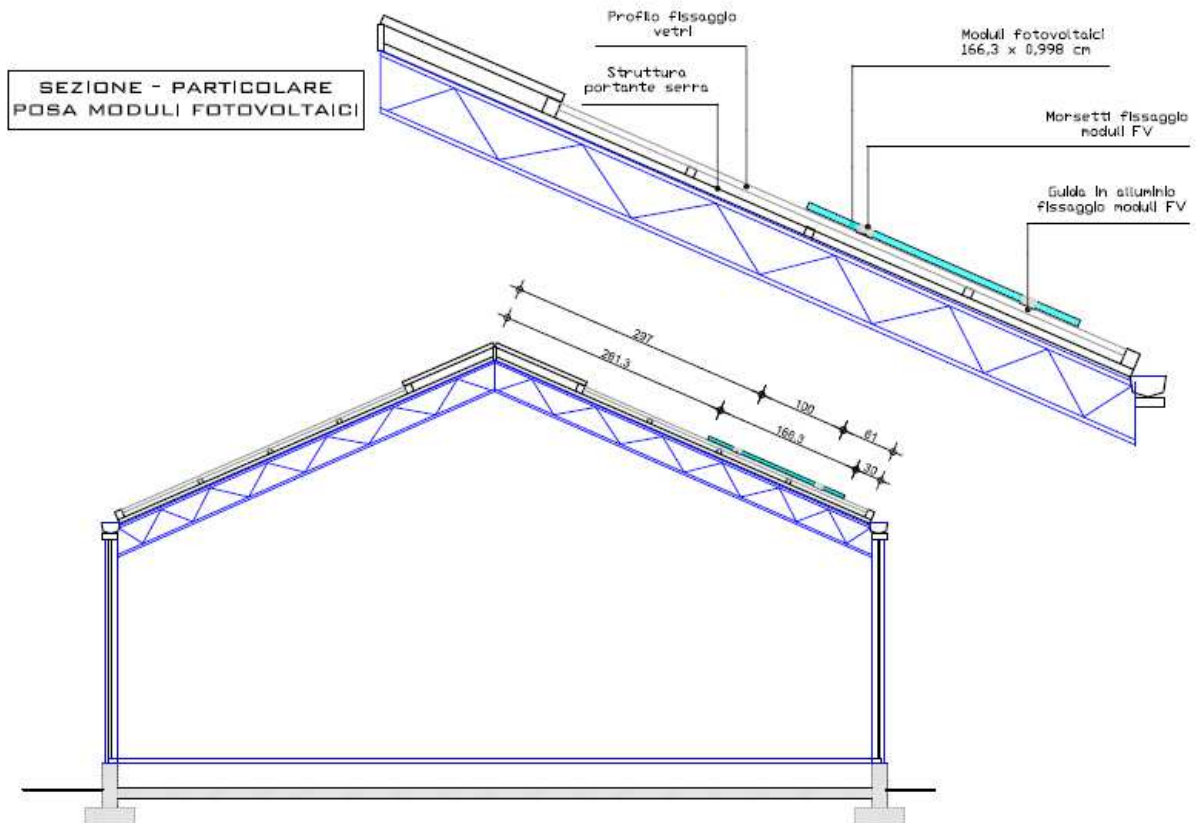 SEZIONE - PARTICOLARE
POSA MODULI FOTOVOLTAICI
Profilo fissaggio
vetri
Struttura
portante serra
Moduli fotovoltaici
166,3 x 0,998 cm
Morsetti fissaggio
moduli FV
Guida in alluminio
fissaggio moduli FV
297
261,3
100
166,3
61
30